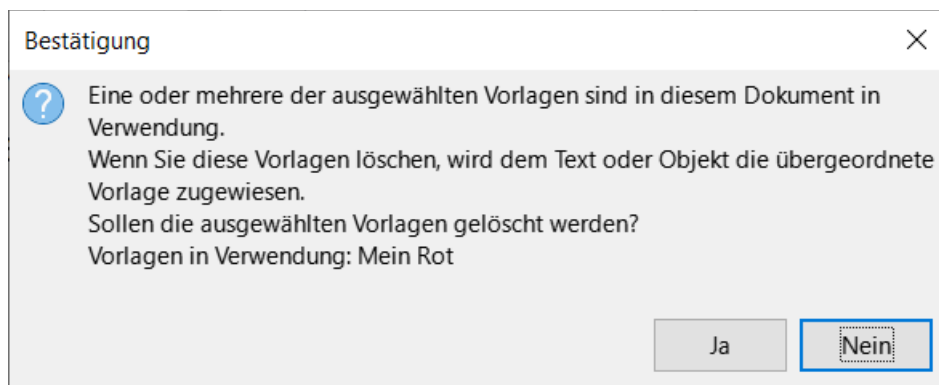 Bestätigung
Eine oder mehrere der ausgewählten Vorlagen sind in diesem Dokument in
Verwendung.
Wenn Sie diese Vorlagen löschen, wird dem Text oder Objekt die übergeordnete
Vorlage zugewiesen.
Sollen die ausgewählten Vorlagen gelöscht werden?
Vorlagen in Verwendung: Mein Rot
Ja
Nein